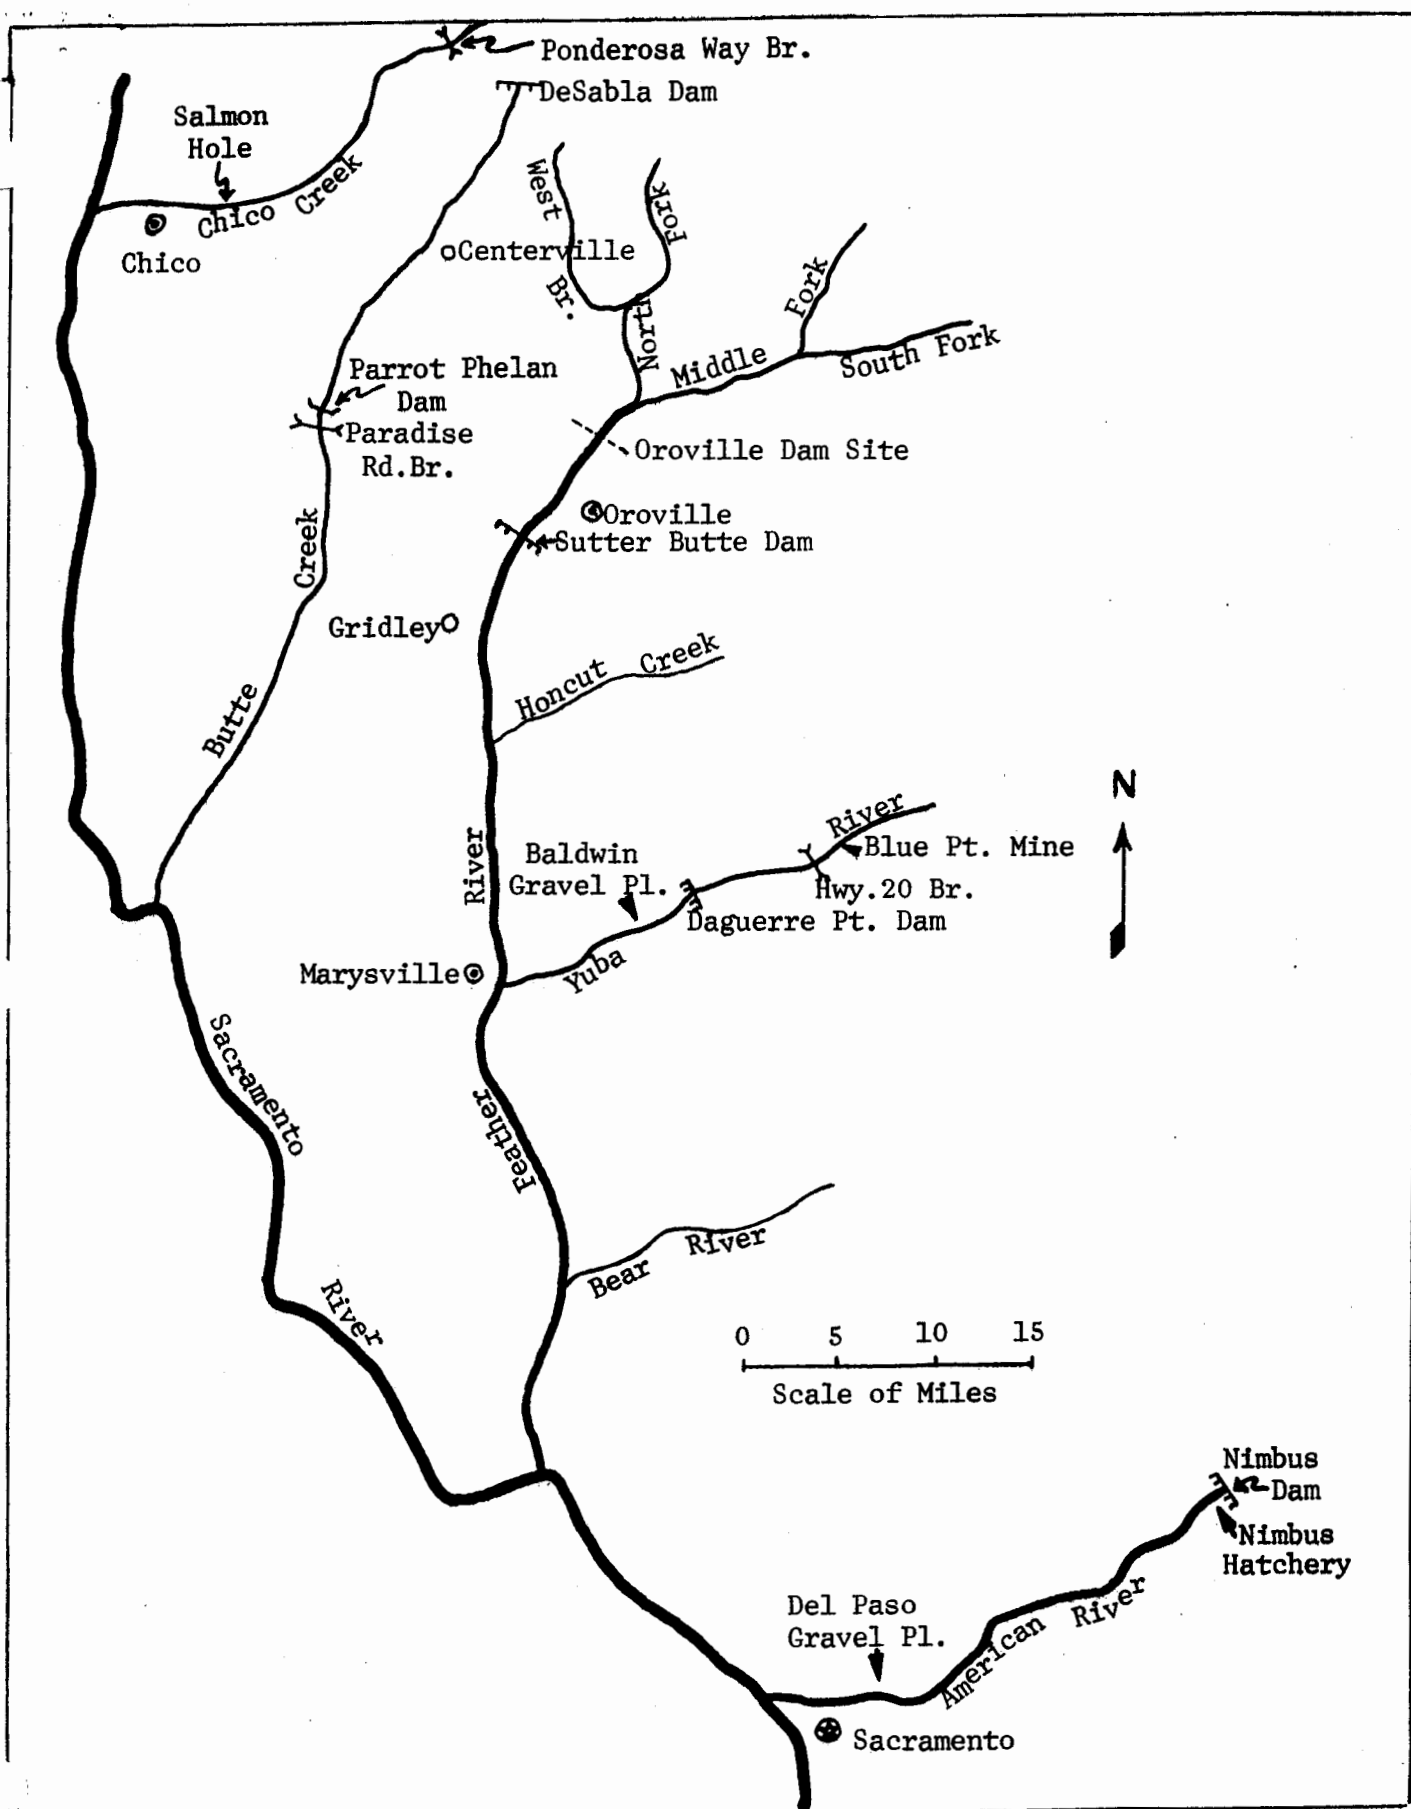 Ponderosa Way Br.
DeSabla Dam
Salmon
Hole
Chico Creek
Chico
West Br.
North Fork
Centerville
Middle Fork
South Fork
Parrot Phelan
Dam
Paradise
Rd.Br.
Oroville Dam Site
Oroville
Sutter Butte Dam
Butte Creek
Gridley
Honcut Creek
N
Baldwin
Gravel Pl.
Yuba River
Blue Pt. Mine
Hwy.20 Br.
Daguerre Pt. Dam
Marysville
Feather River
Sacramento River
Bear River
0 5 10 15
Scale of Miles
Nimbus
Dam
Nimbus
Hatchery
Del Paso
Gravel Pl.
American River
Sacramento